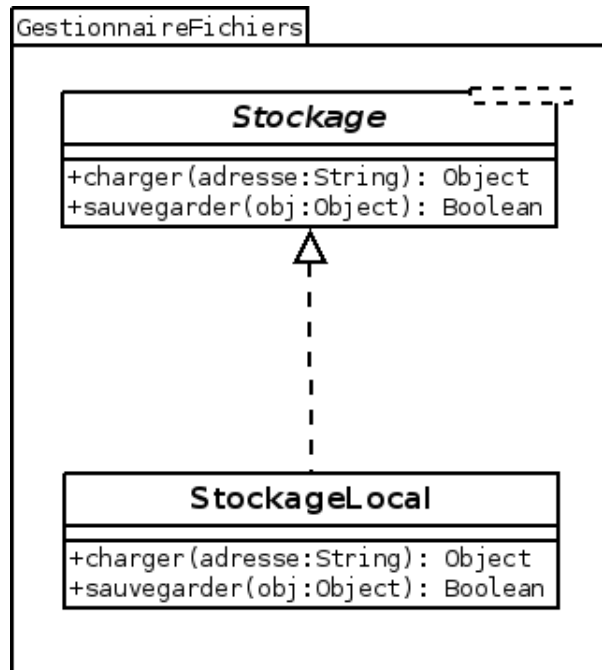 GestionnaireFichiers
Stockage
+charger(adresse:String): Object
+sauvegarder(obj:Object): Boolean
StockageLocal
+charger(adresse:String): Object
+sauvegarder(obj:Object): Boolean